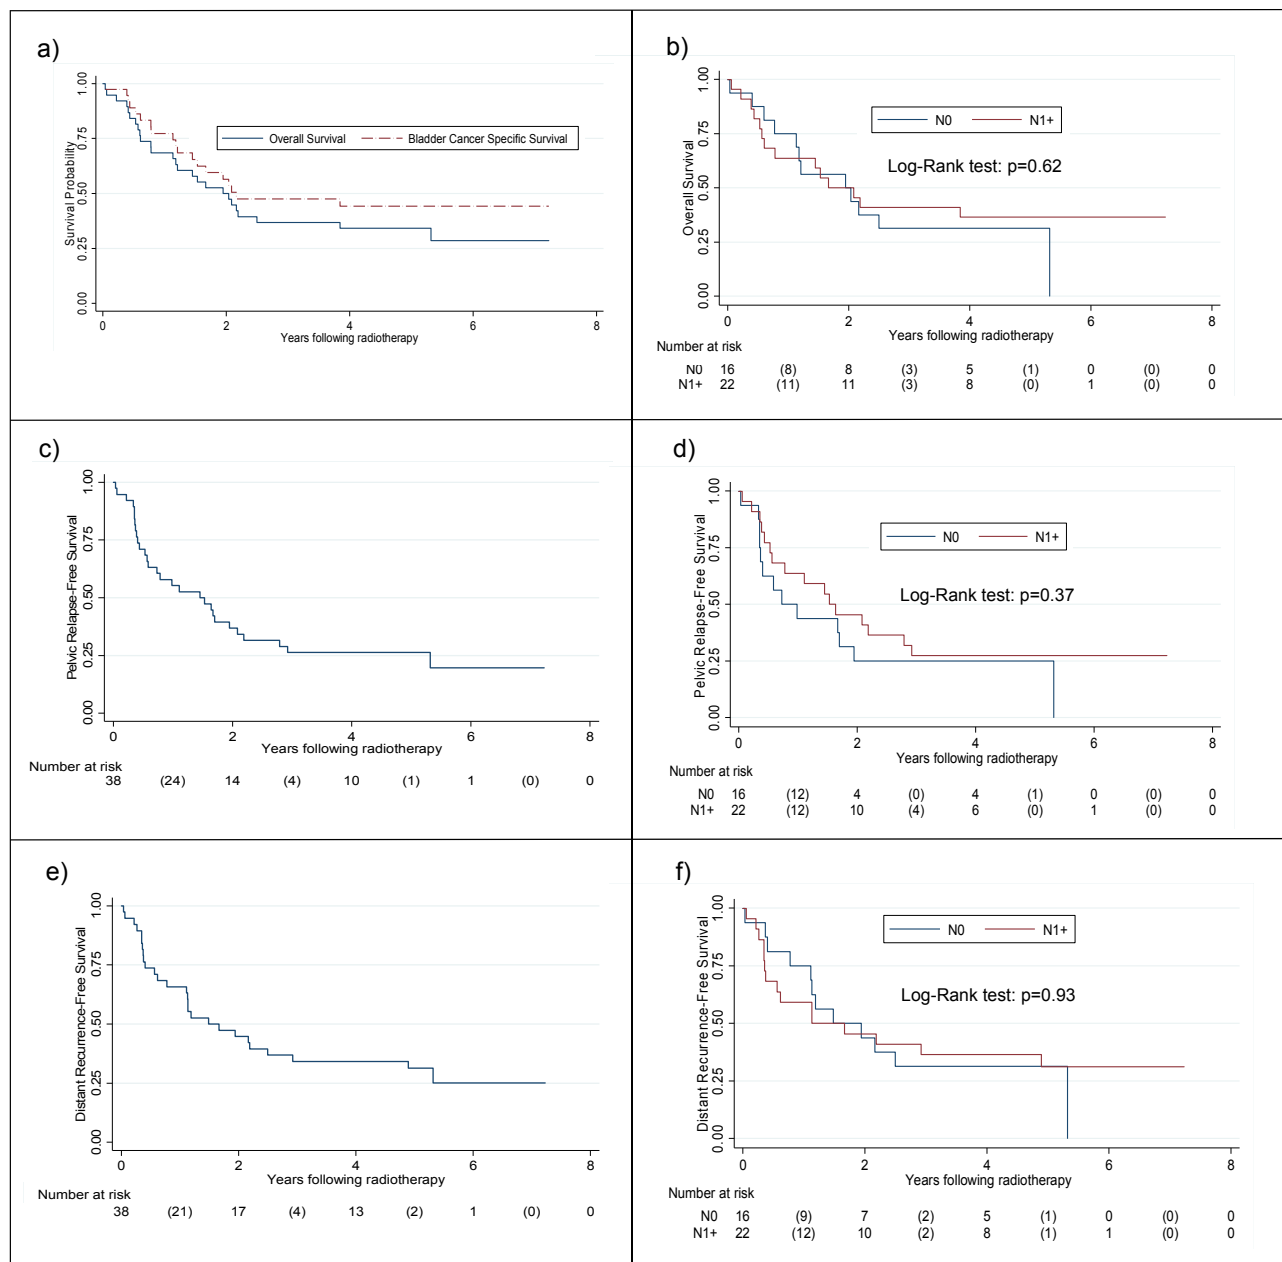 a)
Survival Probability
1.00
0.75
0.50
0.25
0.00
Overall Survival Bladder Cancer Specific Survival
0 2 4 6 8
Years following radiotherapy
b)
Overall Survival
1.00
0.75
0.50
0.25
0.00
N0 N1+
Log-Rank test: p=0.62
0 2 4 6 8
Years following radiotherapy
Number at risk
N0 16 (8) 8 (3) 5 (1) 0 (0) 0
N1+ 22 (11) 11 (3) 8 (0) 1 (0) 0
c)
Pelvic Relapse-Free Survival
1.00
0.75
0.50
0.25
0.00
0 2 4 6 8
Years following radiotherapy
Number at risk
38 (24) 14 (4) 10 (1) 1 (0) 0
d)
Pelvic Relapse-Free Survival
1.00
0.75
0.50
0.25
0.00
N0 N1+
Log-Rank test: p=0.37
0 2 4 6 8
Years following radiotherapy
Number at risk
N0 16 (12) 4 (0) 4 (1) 0 (0) 0
N1+ 22 (12) 10 (4) 6 (0) 1 (0) 0
e)
Distant Recurrence-Free Survival
1.00
0.75
0.50
0.25
0.00
0 2 4 6 8
Years following radiotherapy
Number at risk
38 (21) 17 (4) 13 (2) 1 (0) 0
f)
Distant Recurrence-Free Survival
1.00
0.75
0.50
0.25
0.00
N0 N1+
Log-Rank test: p=0.93
0 2 4 6 8
Years following radiotherapy
Number at risk
N0 16 (9) 7 (2) 5 (1) 0 (0) 0
N1+ 22 (12) 10 (2) 8 (1) 1 (0) 0